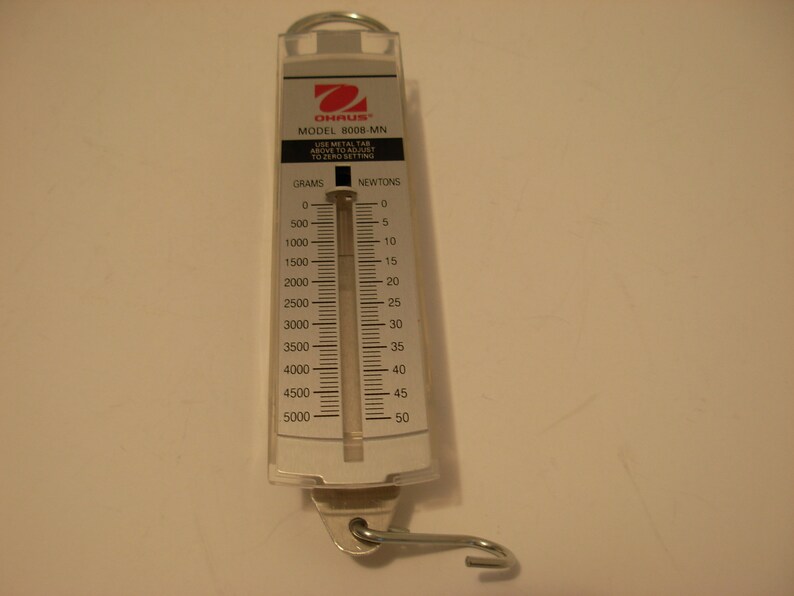 OHAUS®
MODEL 8008-MN
USE METAL TAB
ABOVE TO ADJUST
TO ZERO SETTING
GRAMS NEWTONS
0 0
500 5
1000 10
1500 15
2000 20
2500 25
3000 30
3500 35
4000 40
4500 45
5000 50